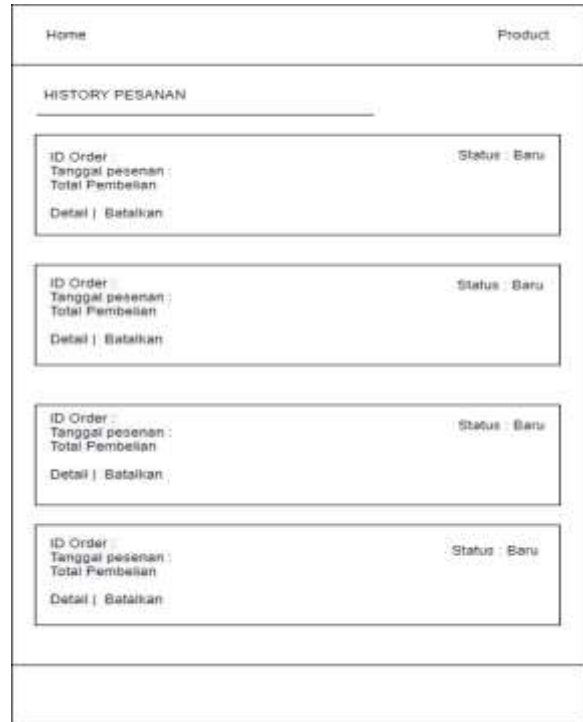 Home Product
HISTORY PESANAN
ID Order : Status : Baru
Tanggal pesenan :
Total Pembelian
Detail | Batalkan
ID Order : Status : Baru
Tanggal pesenan :
Total Pembelian
Detail | Batalkan
ID Order : Status : Baru
Tanggal pesenan :
Total Pembelian
Detail | Batalkan
ID Order : Status : Baru
Tanggal pesenan :
Total Pembelian
Detail | Batalkan